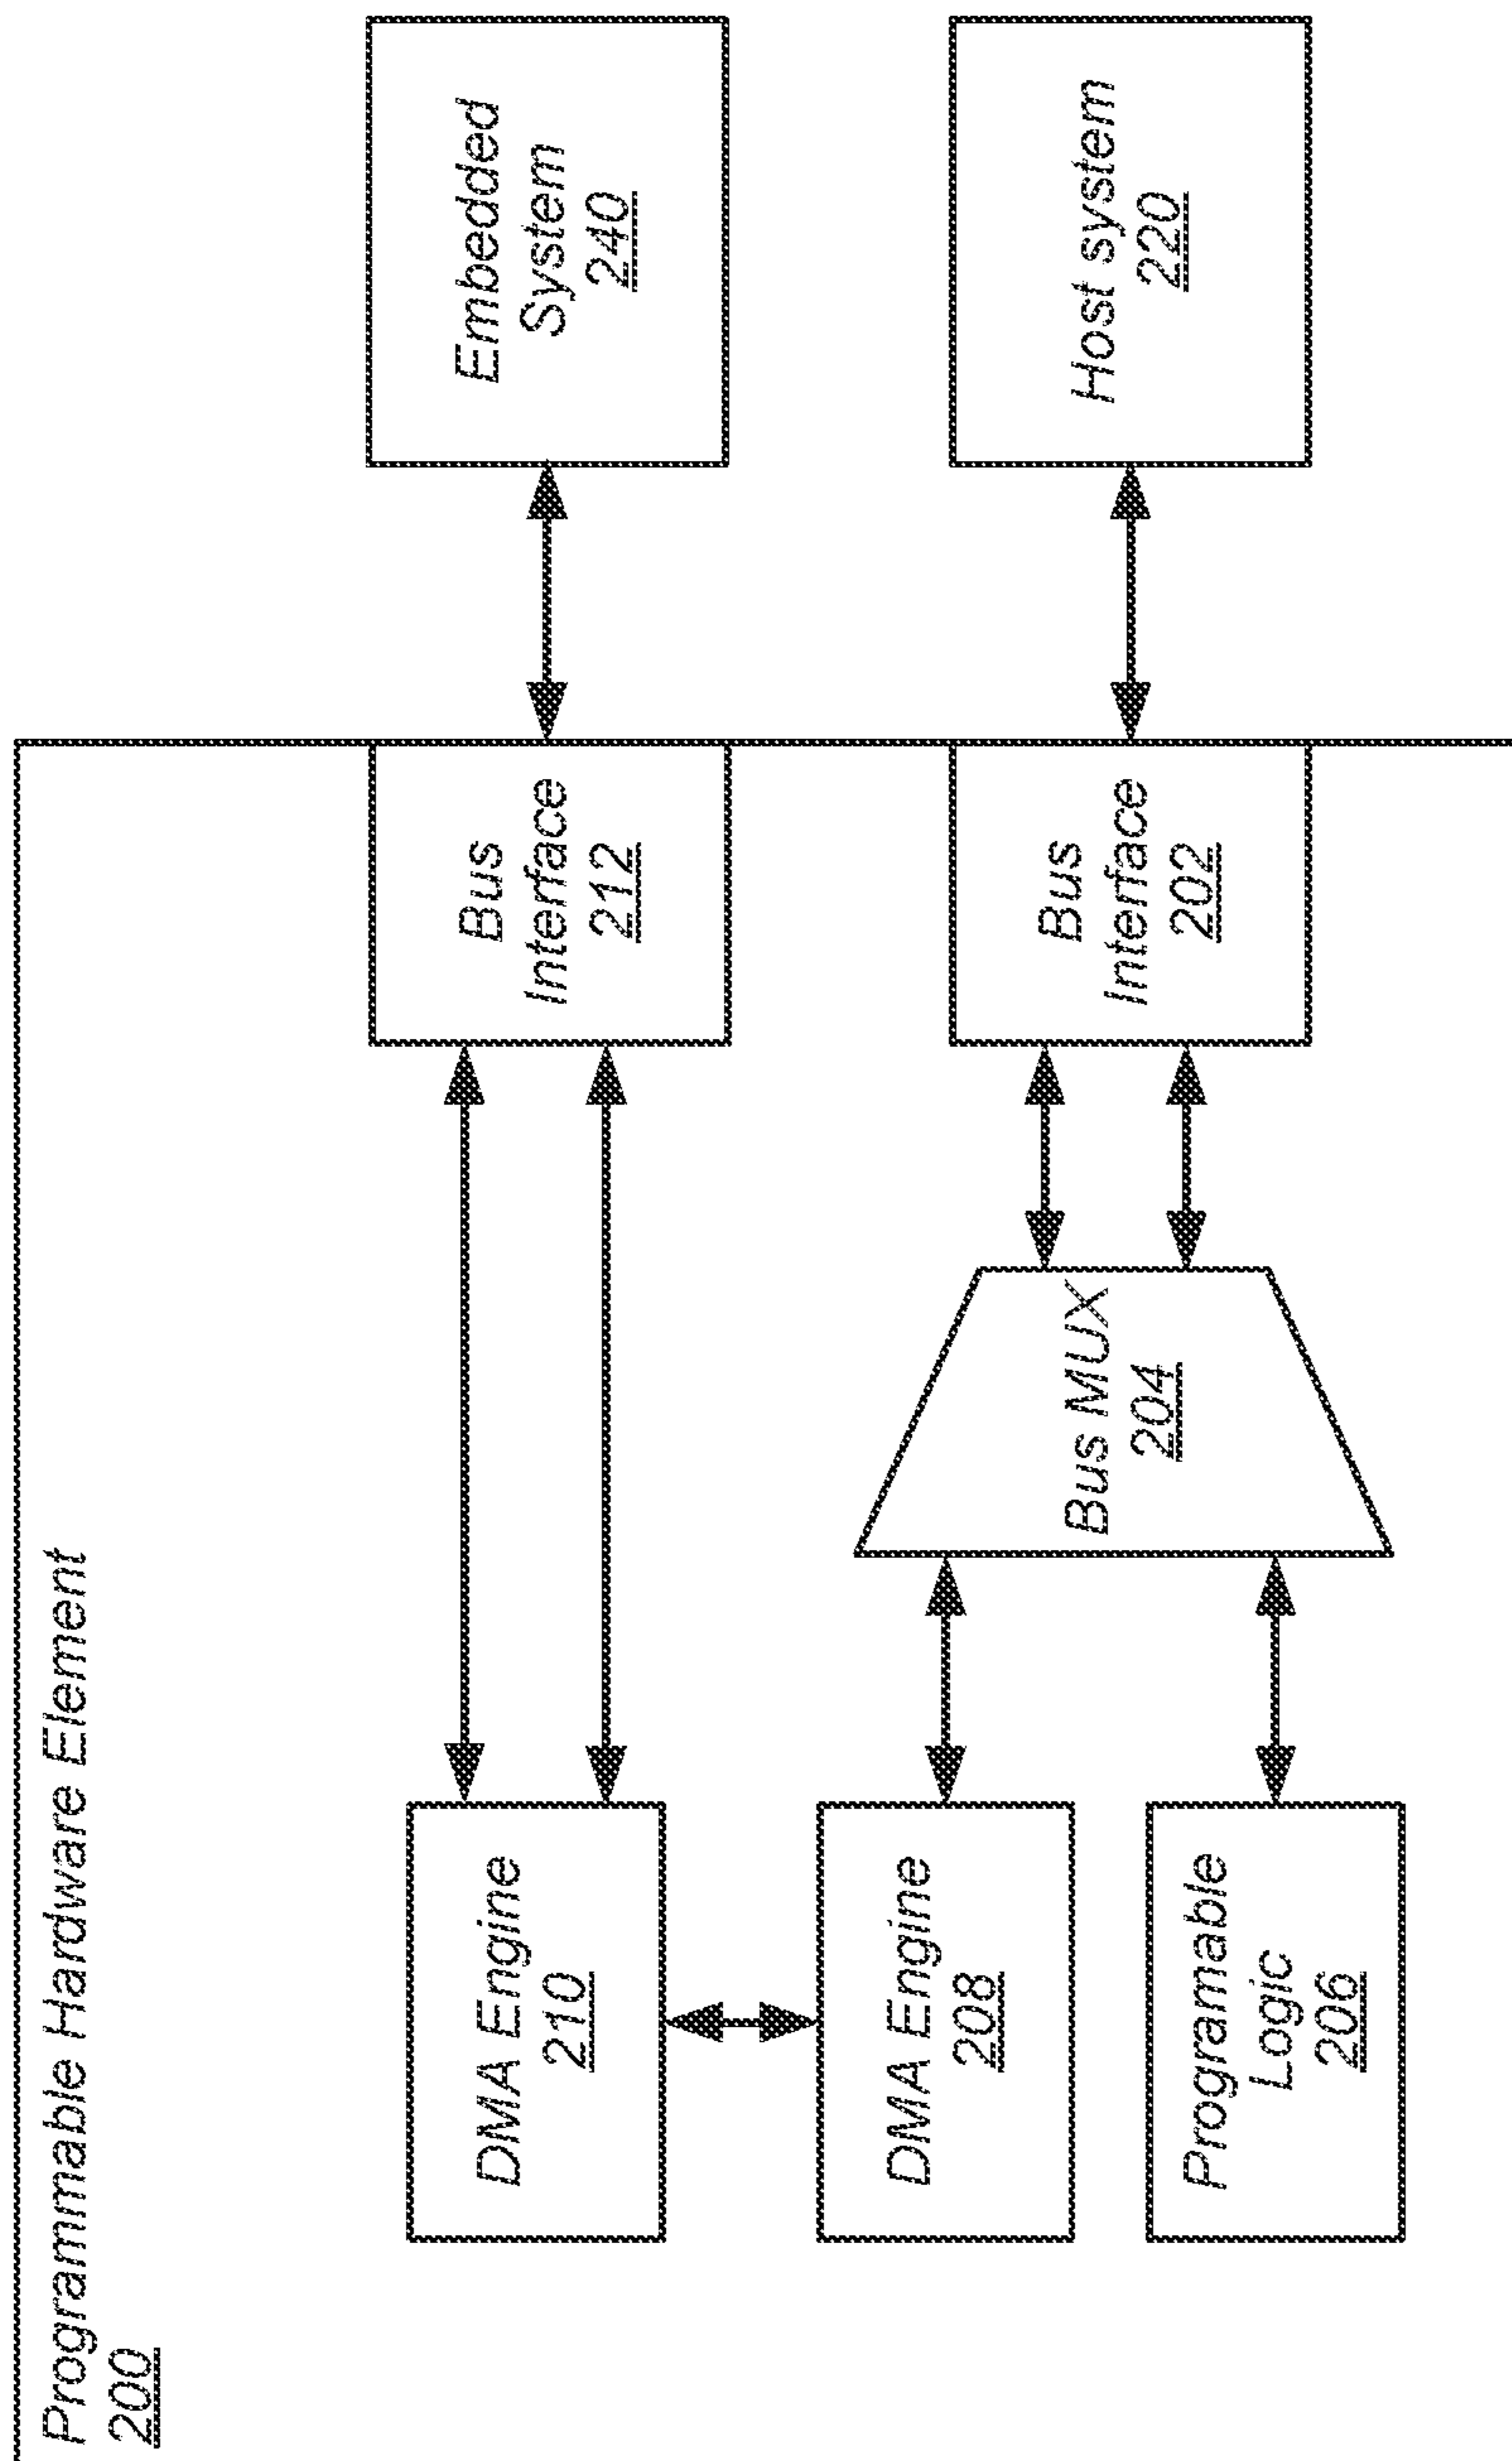 Programmable Hardware Element
200
DMA Engine
210
Bus
Interface
212
Embedded
System
240
DMA Engine
208
Bus MUX
204
Bus
Interface
202
Host system
220
Programable
Logic
206